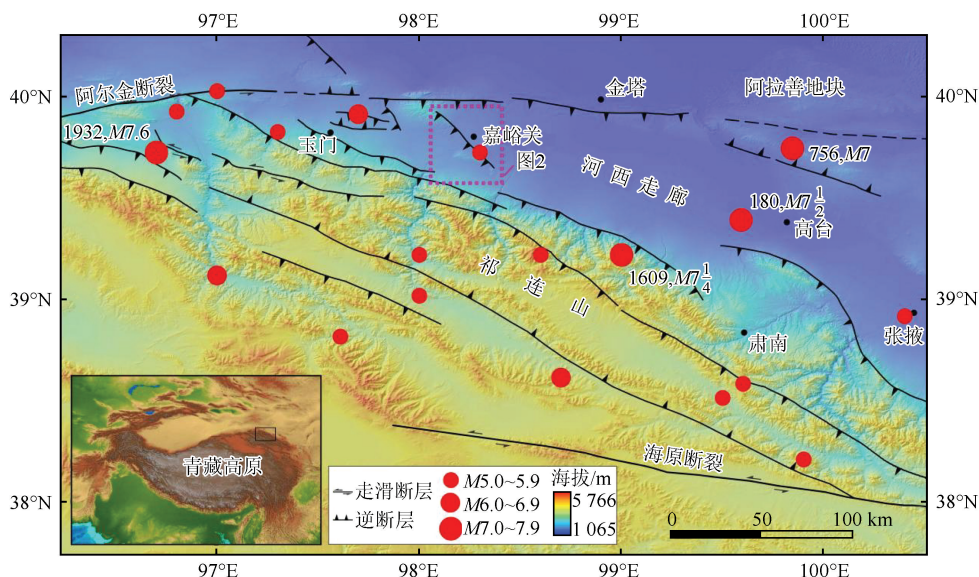 97°E 98°E 99°E 100°E
40°N 40°N
阿尔金断裂
金塔
阿拉善地块
1932,M7.6
玉门
嘉峪关
图2
756,M7
河西走廊
180,M7 1/2
高台
1609,M7 1/4
祁连山
39°N 39°N
张掖
肃南
青藏高原
海原断裂
走滑断层
逆断层
M5.0~5.9
M6.0~6.9
M7.0~7.9
海拔/m
5 766
1 065
38°N 38°N
0 50 100 km
97°E 98°E 99°E 100°E